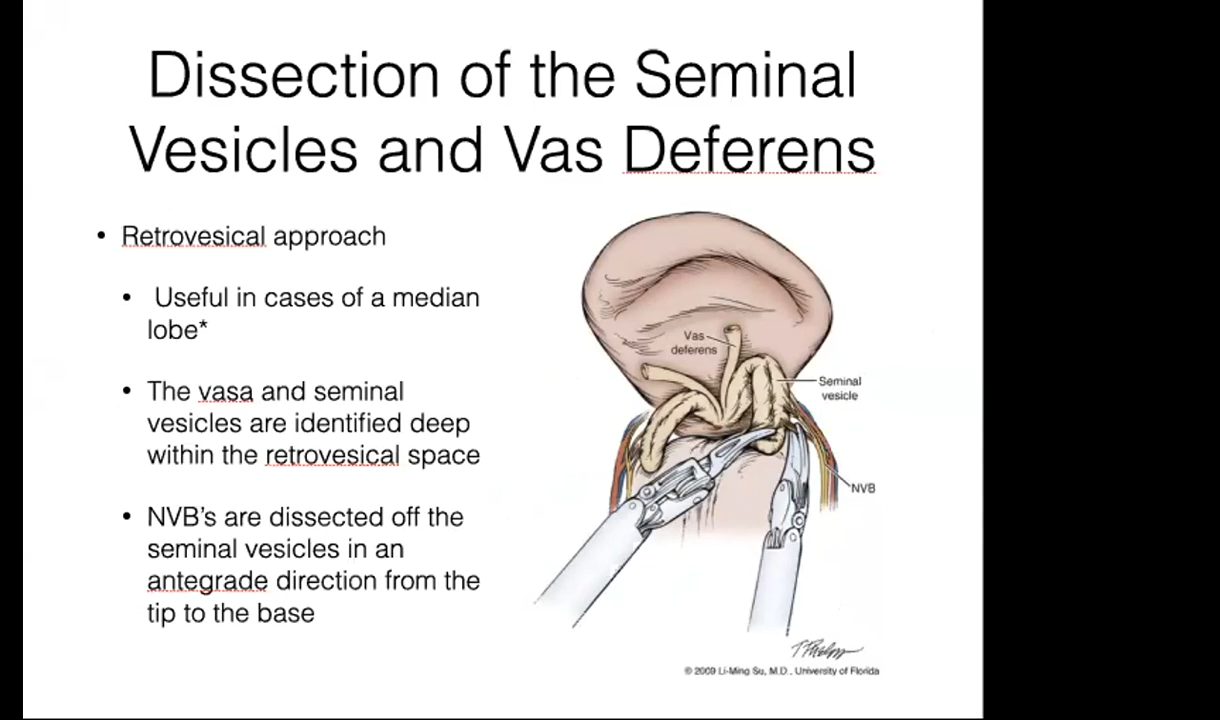 Dissection of the Seminal
Vesicles and Vas Deferens
• Retrovesical approach
• Useful in cases of a median
lobe*
• The vasa and seminal
vesicles are identified deep
within the retrovesical space
• NVB's are dissected off the
seminal vesicles in an
antegrade direction from the
tip to the base
Vas
deferens
Seminal
vesicle
NVB
© 2009 Li-Ming Su, M.D., University of Florida